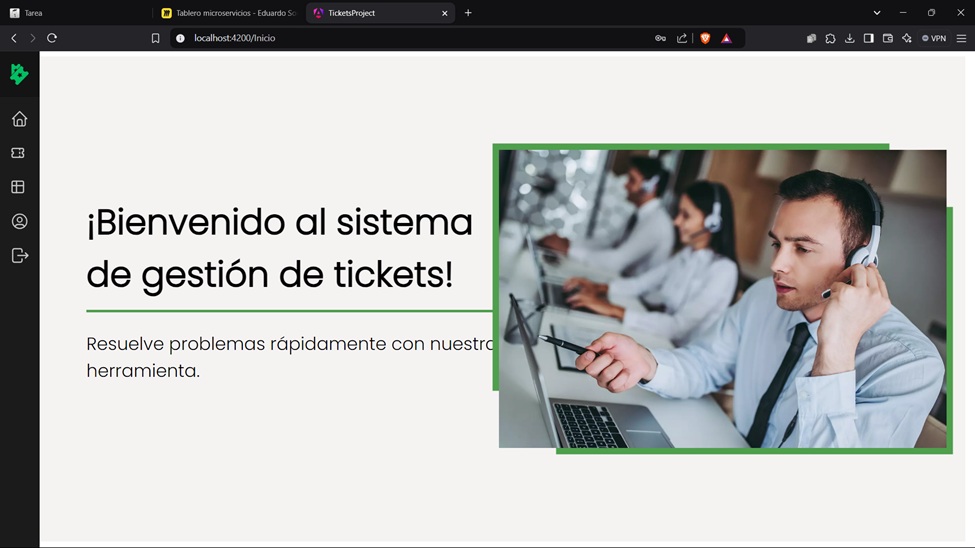 Tarea
Tablero microservicios - Eduardo So
TicketsProject
localhost:4200/Inicio
VPN
¡Bienvenido al sistema
de gestión de tickets!
Resuelve problemas rápidamente con nuestra
herramienta.